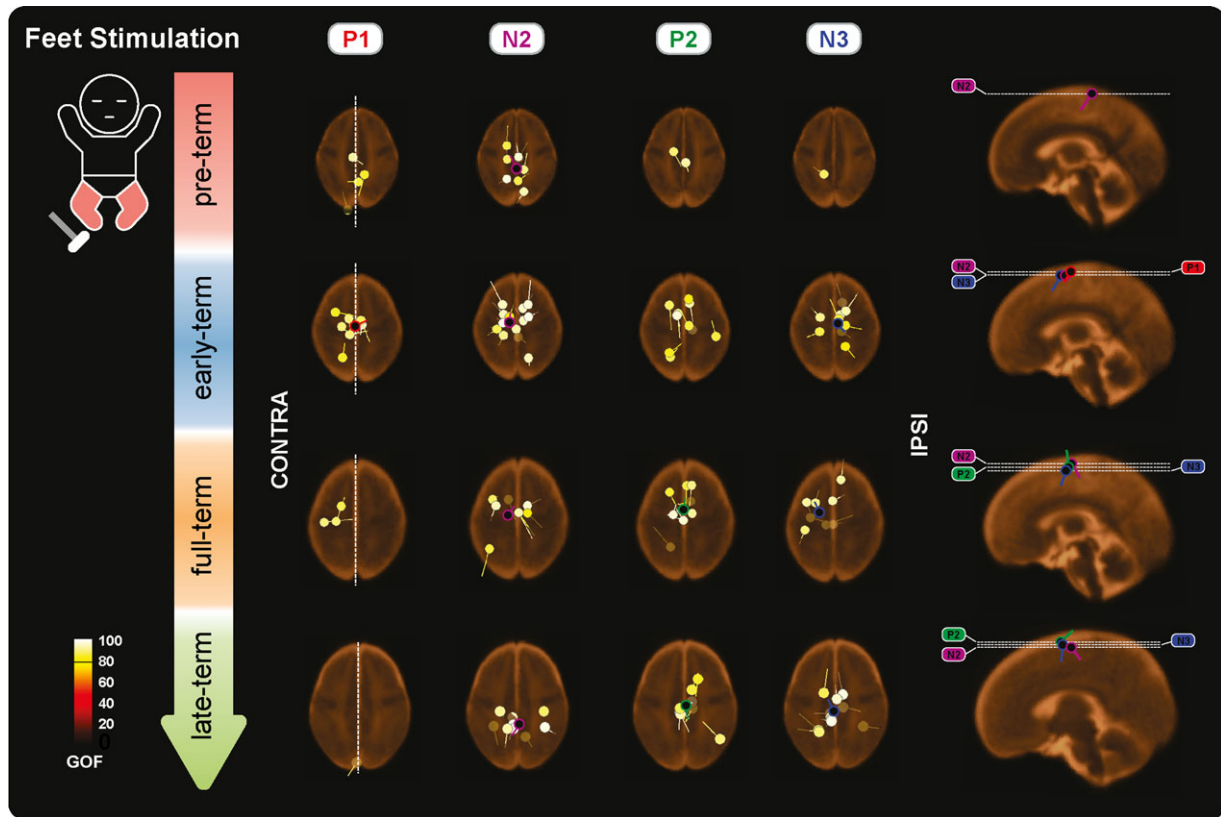 Feet Stimulation
P1
N2
P2
N3
pre-term
early-term
full-term
late-term
CONTRA
IPSI
N2
N2
N3
P1
N2
P2
N3
P2
N2
N3
100
80
60
40
20
0
GOF